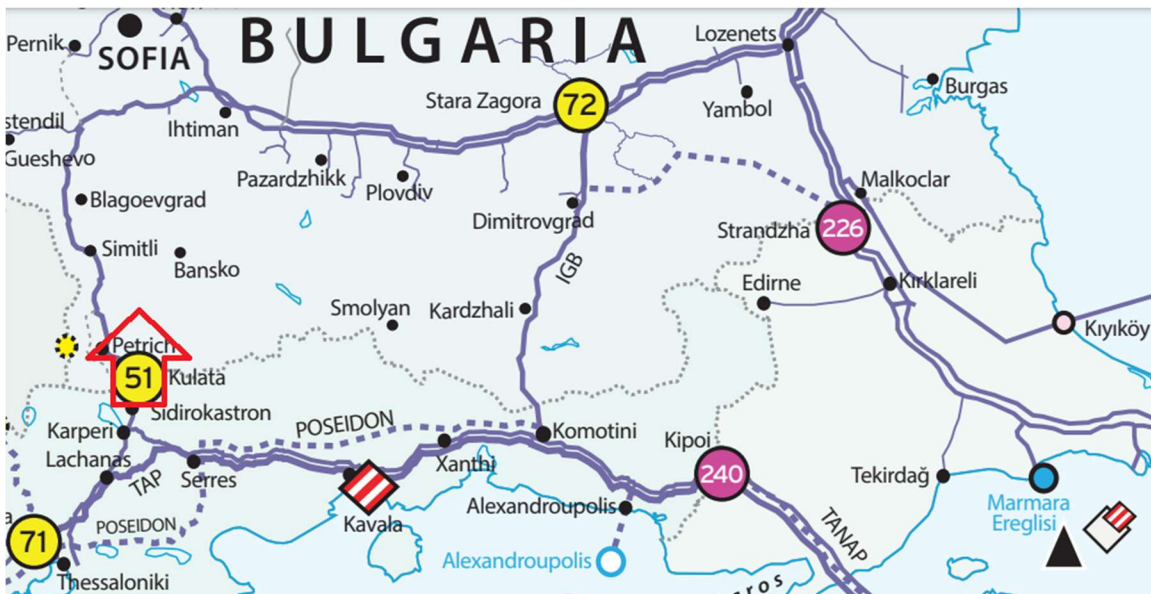 BULGARIA
SOFIA
Pernik
Lozenets
Burgas
Stara Zagora
72
Yambol
stendil
Ihtiman
Gueshevo
Pazardzhikk
Plovdiv
Malkoclar
Blagoevgrad
Dimitrovgrad
Strandzha
226
Simitli
Bansko
IGB
Edirne
Kırklareli
Smolyan
Kardzhali
Kıyıköy
Petrich
51
Kulata
Sidirokastron
POSEIDON
Karperi
Komotini
Kipoi
Lachanas
TAP
Serres
Xanthi
240
Tekirdağ
Kavala
Alexandroupolis
Marmara
Ereglisi
a
71
POSEIDON
TANAP
Alexandroupolis
Thessaloniki
ros